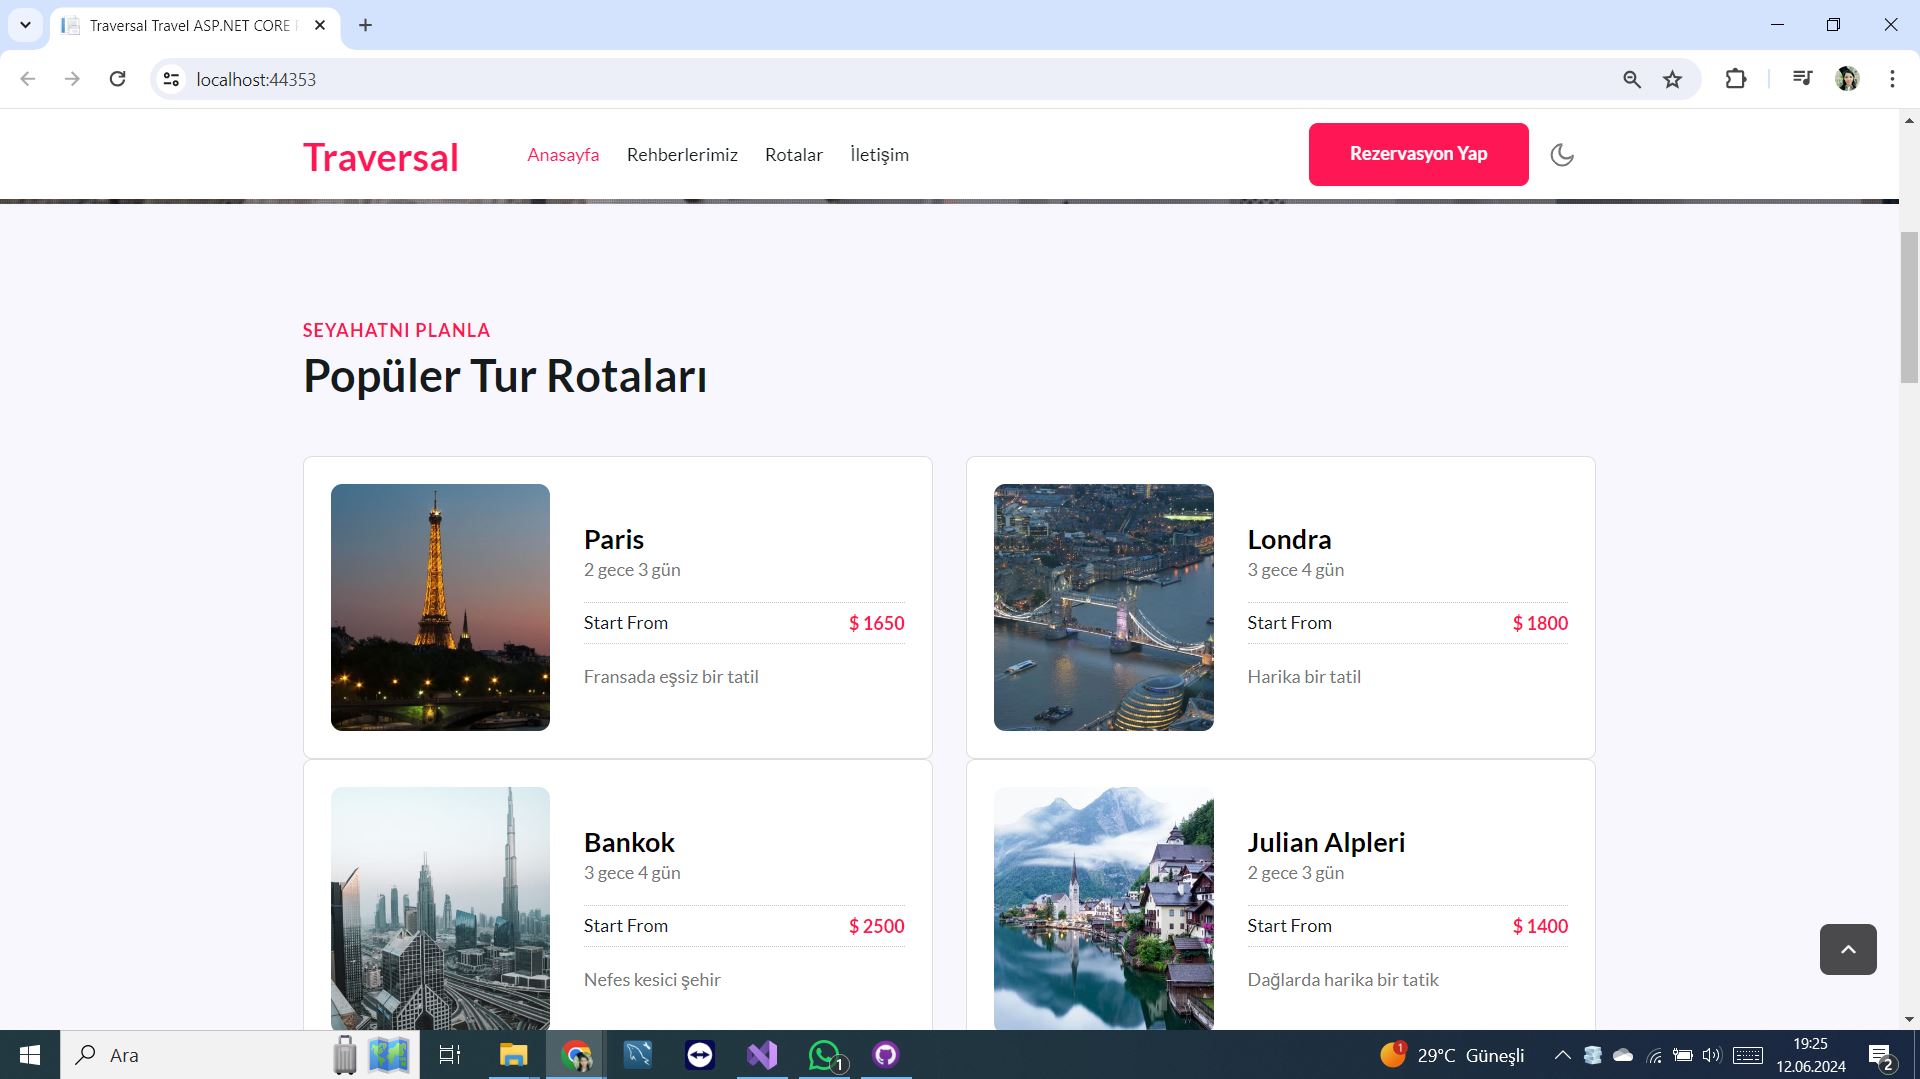 Traversal Travel ASP.NET CORE
localhost:44353
Traversal
Anasayfa
Rehberlerimiz
Rotalar
İletişim
Rezervasyon Yap
SEYAHATNI PLANLA
Popüler Tur Rotaları
Paris
2 gece 3 gün
Start From
$ 1650
Fransada eşsiz bir tatil
Londra
3 gece 4 gün
Start From
$ 1800
Harika bir tatil
Bankok
3 gece 4 gün
Start From
$ 2500
Nefes kesici şehir
Julian Alpleri
2 gece 3 gün
Start From
$ 1400
Dağlarda harika bir tatik
Ara
1
1
29°C Güneşli
19:25
12.06.2024
2